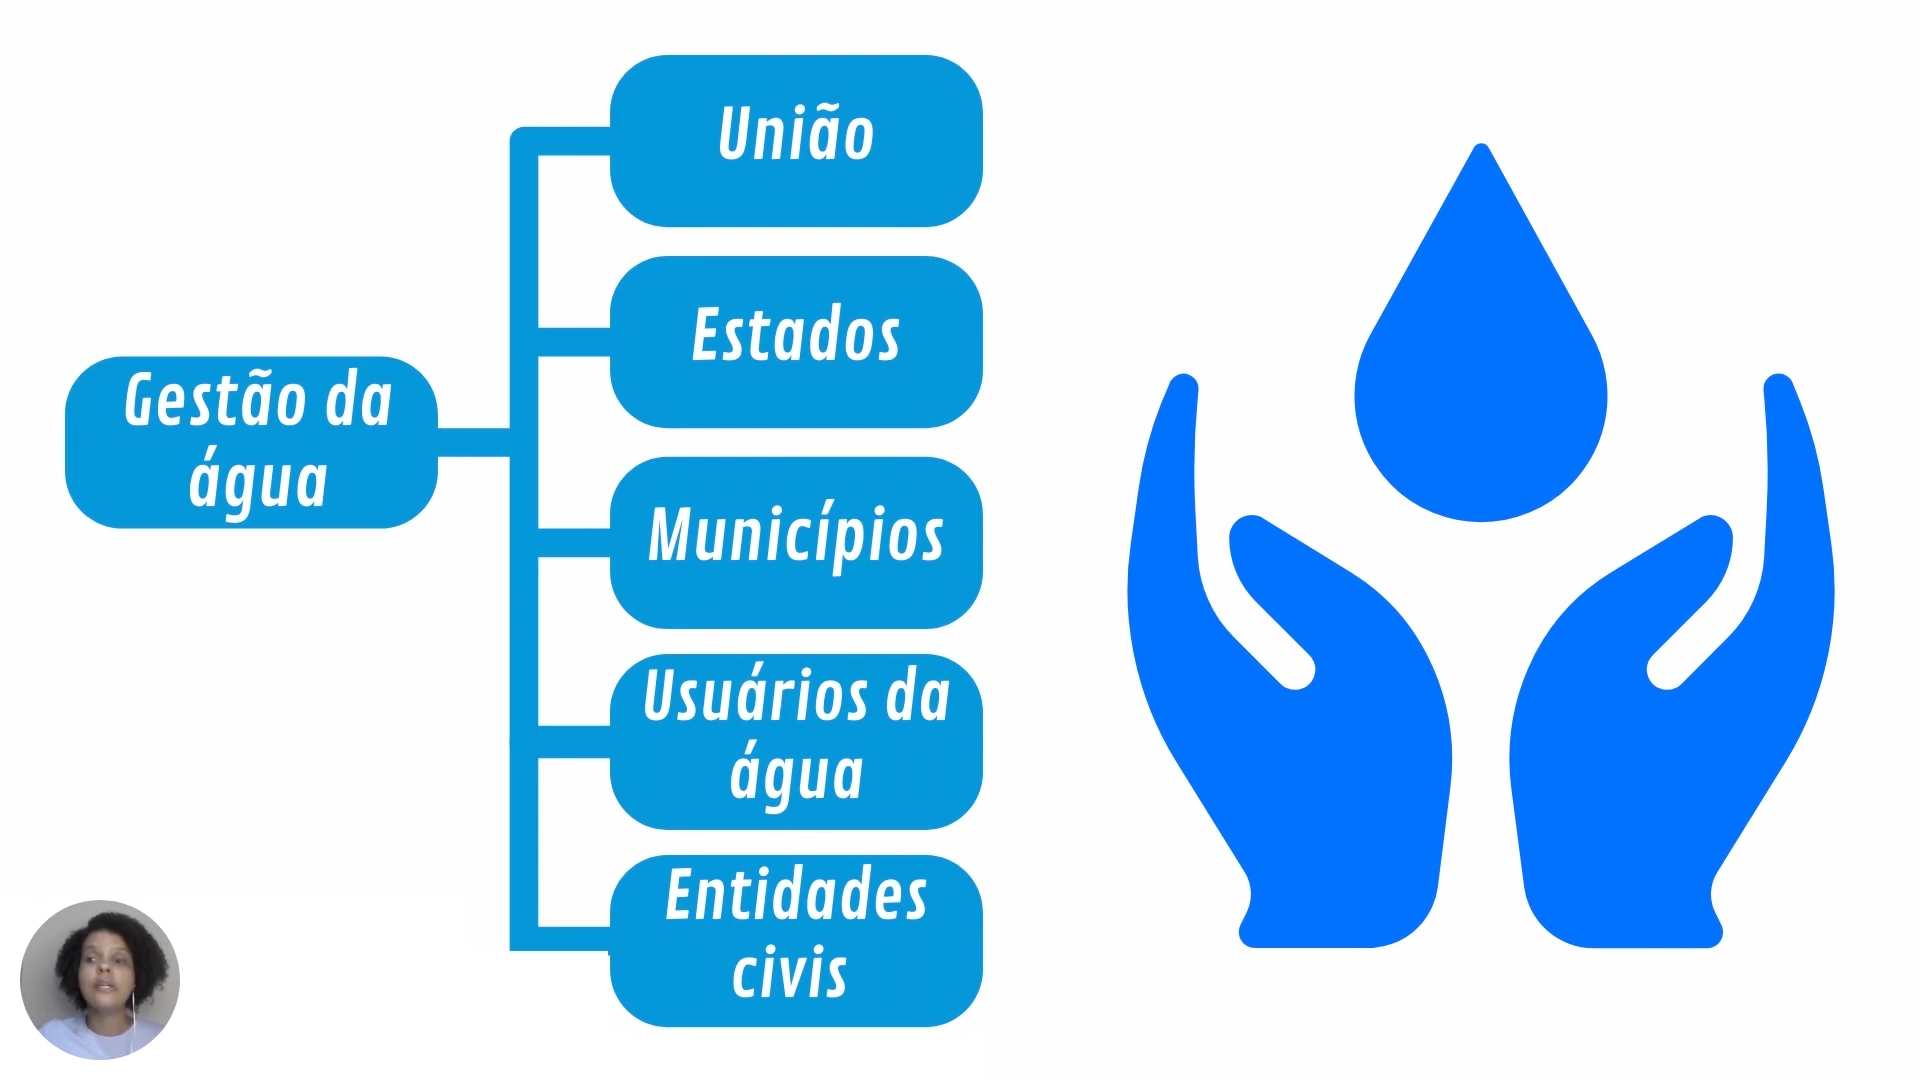 Gestão da
água
União
Estados
Municípios
Usuários da
água
Entidades
civis